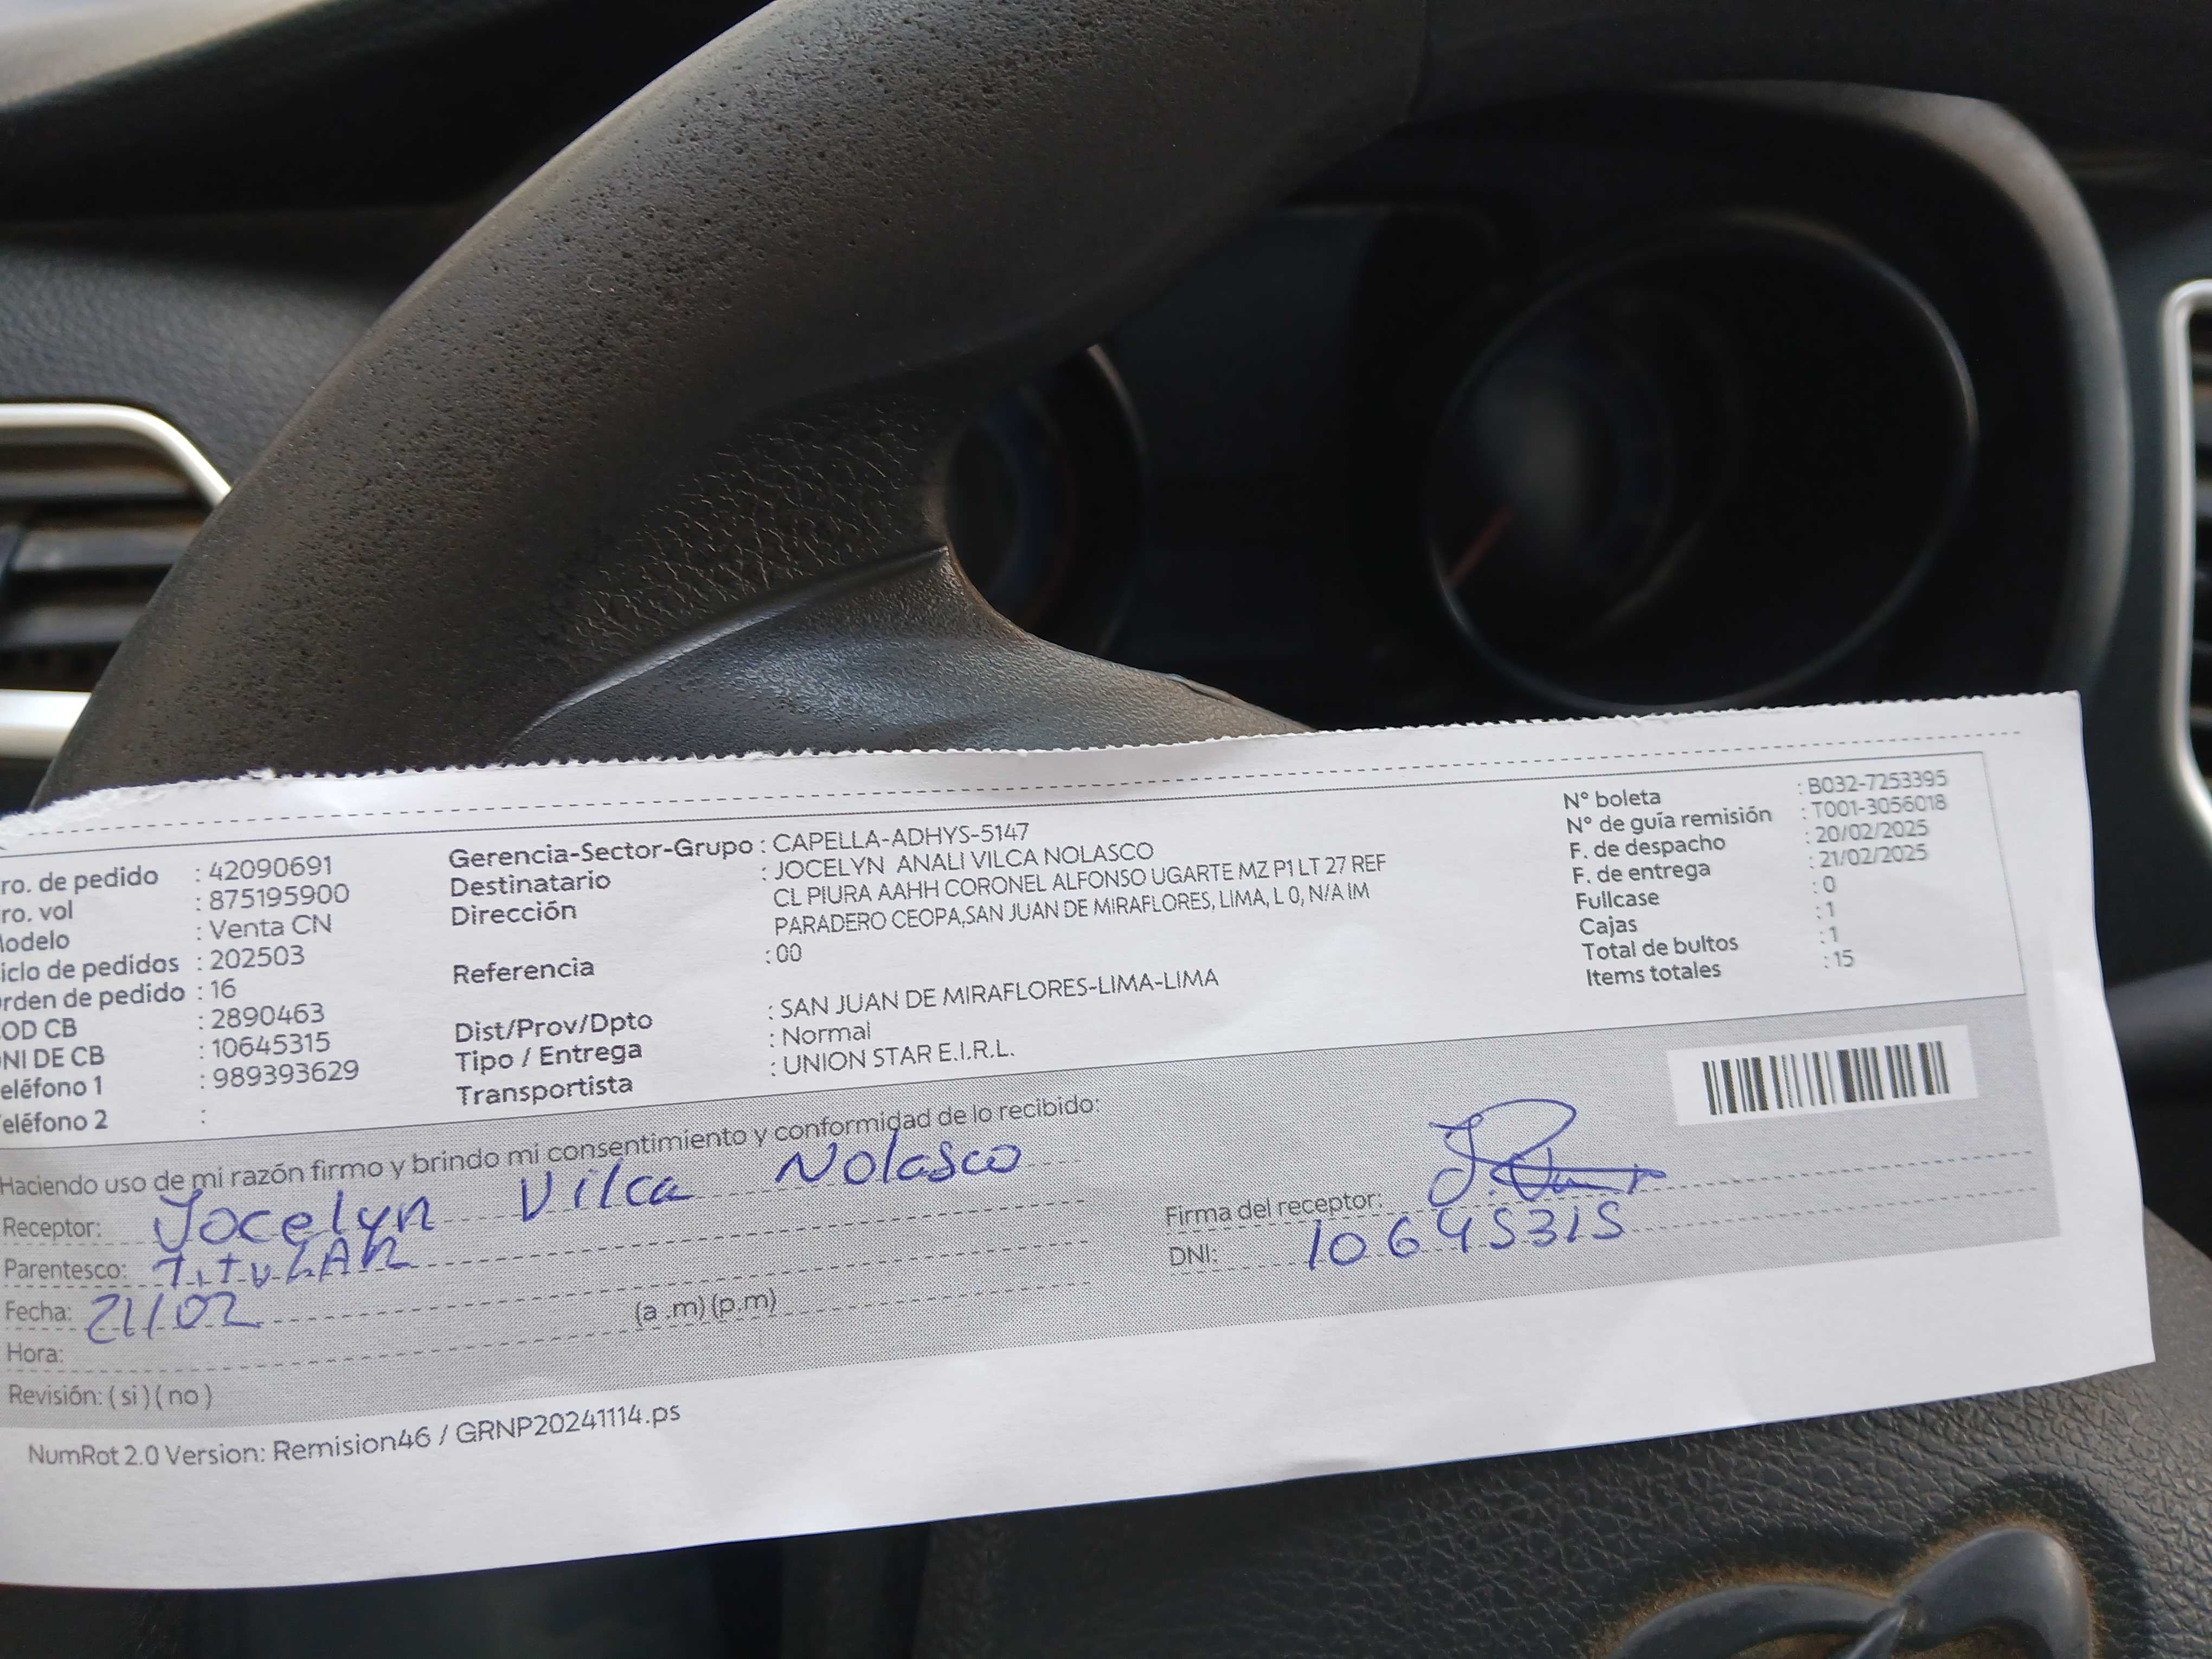 ro. de pedido : 42090691
ro. vol : 875195900
odelo : Venta CN
iclo de pedidos : 202503
rden de pedido : 16
OD CB : 2890463
NI DE CB : 10645315
eléfono 1 : 989393629
eléfono 2 :
Gerencia-Sector-Grupo : CAPELLA-ADHYS-5147
Destinatario : JOCELYN ANALI VILCA NOLASCO
Dirección CL PIURA AAHH CORONEL ALFONSO UGARTE MZ P1 LT 27 REF
PARADERO CEOPA,SAN JUAN DE MIRAFLORES, LIMA, L 0, N/A IM
Referencia : 00
Dist/Prov/Dpto : SAN JUAN DE MIRAFLORES-LIMA-LIMA
Tipo / Entrega : Normal
Transportista : UNION STAR E.I.R.L.
N° boleta : B032-7253395
N° de guía remisión : T001-3056018
F. de despacho : 20/02/2025
F. de entrega : 21/02/2025
Fullcase : 0
Cajas : 1
Total de bultos : 1
Items totales : 15
Haciendo uso de mi razón firmo y brindo mi consentimiento y conformidad de lo recibido:
Receptor: Jocelyn Vilca Nolasco
Parentesco: TituLAR
Fecha: 21/02
Hora: (a .m) (p.m)
Revisión: ( si ) ( no )
Firma del receptor:
DNI: 10645315
NumRot 2.0 Version: Remision46 / GRNP20241114.ps